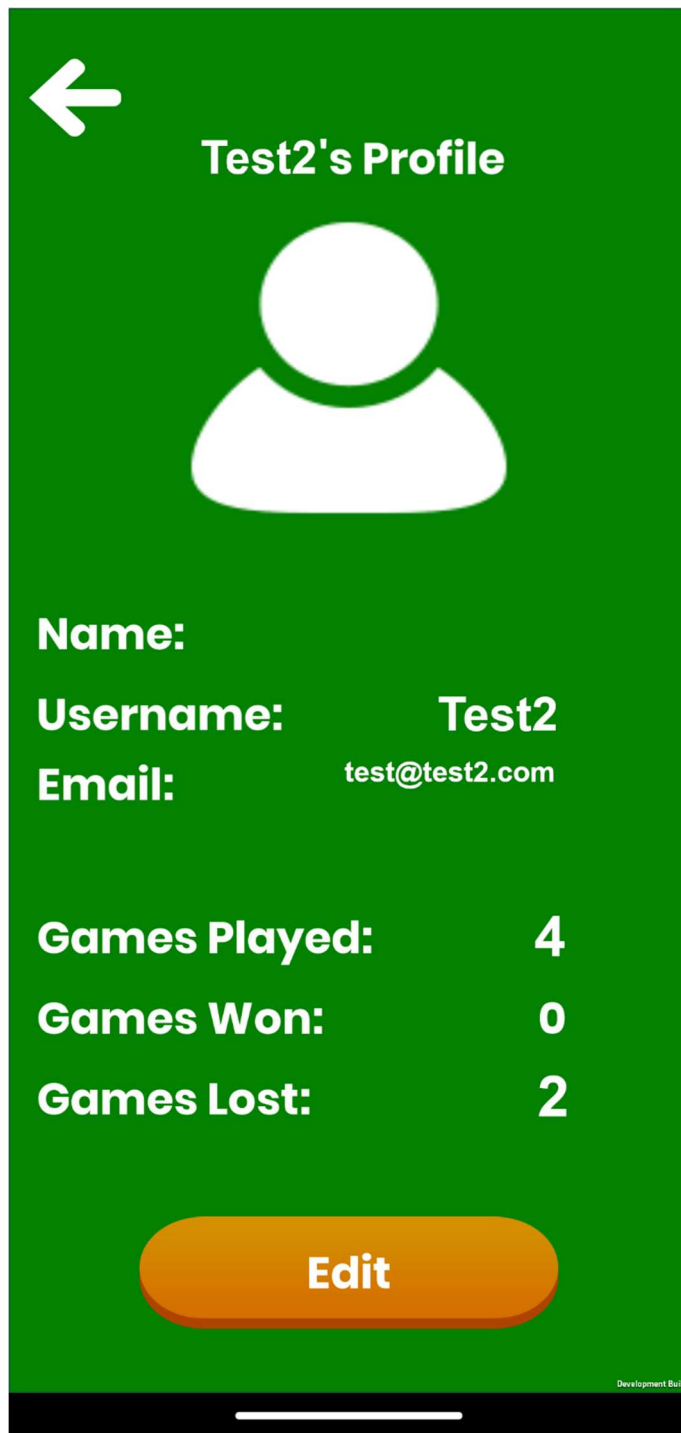 Test2's Profile
Name:
Username: Test2
Email: test@test2.com
Games Played: 4
Games Won: 0
Games Lost: 2
Edit
Development